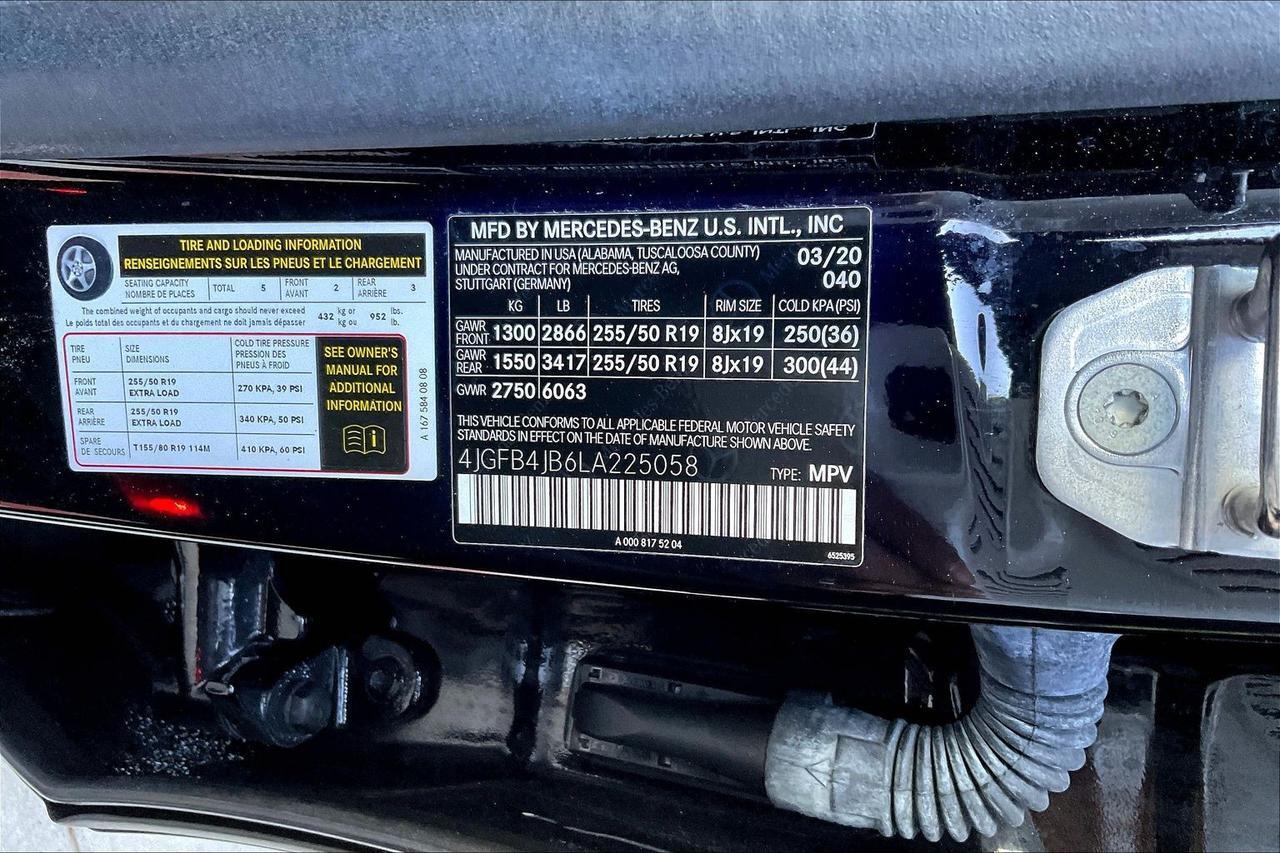 TIRE AND LOADING INFORMATION
RENSEIGNEMENTS SUR LES PNEUS ET LE CHARGEMENT
SEATING CAPACITY TOTAL 5 FRONT 2 REAR 3
NOMBRE DE PLACES AVANT ARRIÈRE
The combined weight of occupants and cargo should never exceed 432 kg or 952 lbs.
Le poids total des occupants et du chargement ne doit jamais dépasser kg ou lb.
TIRE SIZE COLD TIRE PRESSURE
PNEU DIMENSIONS PRESSION DES
PNEUS À FROID
FRONT 255/50 R19 270 KPA, 39 PSI
AVANT EXTRA LOAD
REAR 255/50 R19 340 KPA, 50 PSI
ARRIÈRE EXTRA LOAD
SPARE T155/80 R19 114M 410 KPA, 60 PSI
DE SECOURS
SEE OWNER'S
MANUAL FOR
ADDITIONAL
INFORMATION
A 167 584 08 08
MFD BY MERCEDES-BENZ U.S. INTL., INC
MANUFACTURED IN USA (ALABAMA, TUSCALOOSA COUNTY) 03/20
UNDER CONTRACT FOR MERCEDES-BENZ AG, 040
STUTTGART (GERMANY)
KG LB TIRES RIM SIZE COLD KPA (PSI)
GAWR FRONT 1300 2866 255/50 R19 8Jx19 250(36)
GAWR REAR 1550 3417 255/50 R19 8Jx19 300(44)
GWR 2750 6063
THIS VEHICLE CONFORMS TO ALL APPLICABLE FEDERAL MOTOR VEHICLE SAFETY
STANDARDS IN EFFECT ON THE DATE OF MANUFACTURE SHOWN ABOVE.
4JGFB4JB6LA225058 TYPE: MPV
A 000 817 52 04
6525395